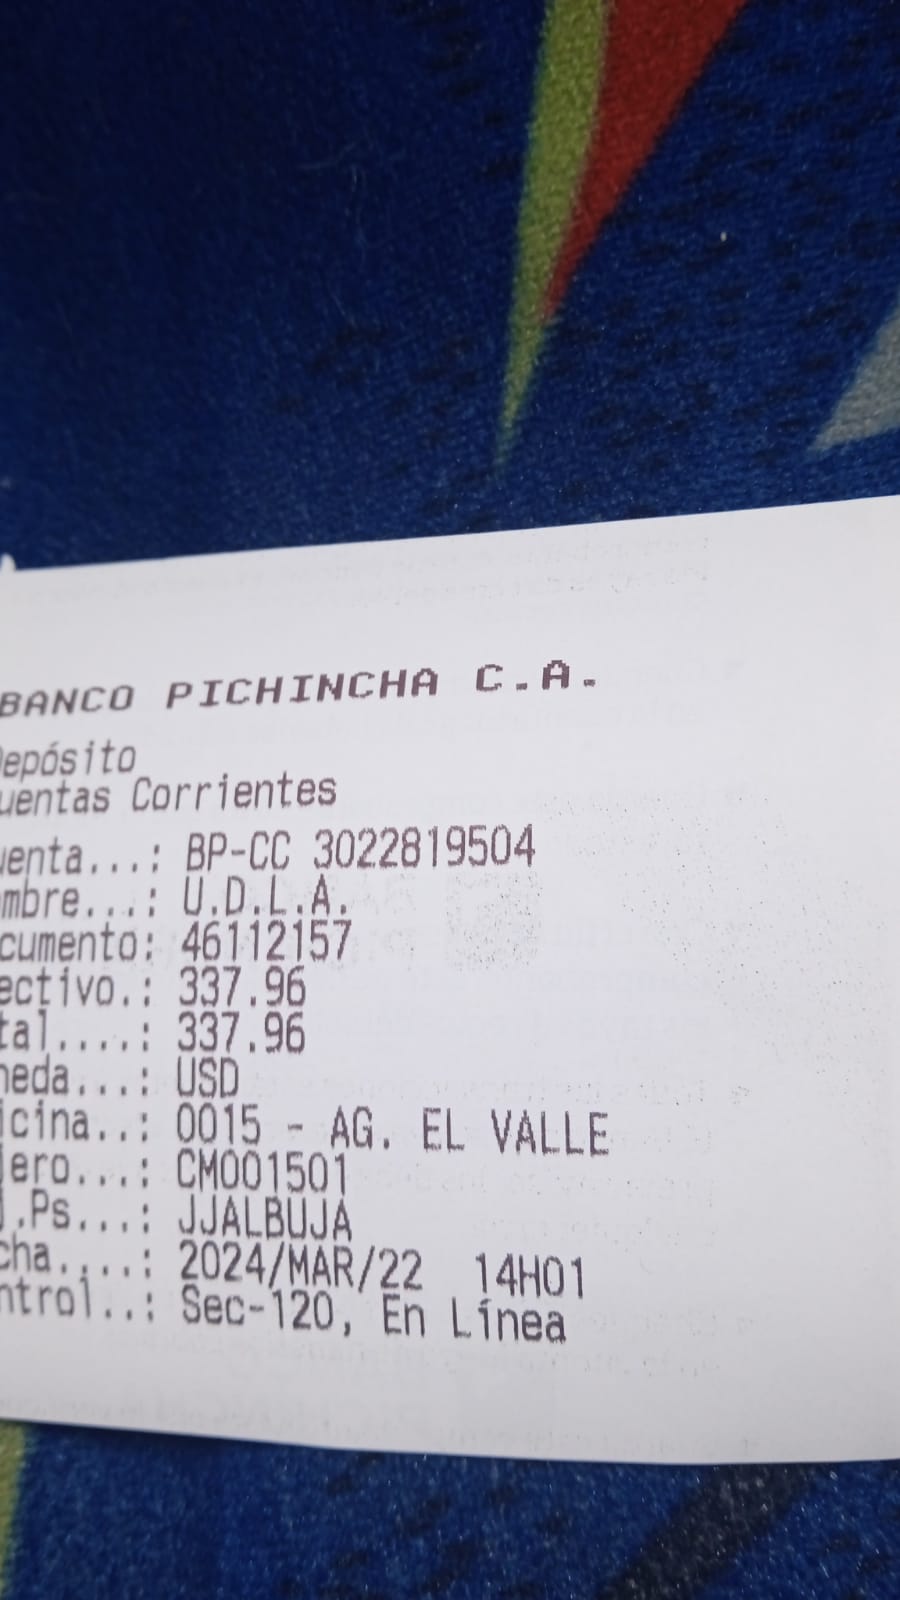 BANCO PICHINCHA C.A.
epósito
uentas Corrientes
uenta...: BP-CC 3022819504
mbre...: U.D.L.A.
cumento: 46112157
ectivo.: 337.96
tal....: 337.96
neda...: USD
icina..: 0015 - AG. EL VALLE
jero...: CM001501
.Ps...: JJALBUJA
cha....: 2024/MAR/22 14H01
ntrol..: Sec-120, En Línea